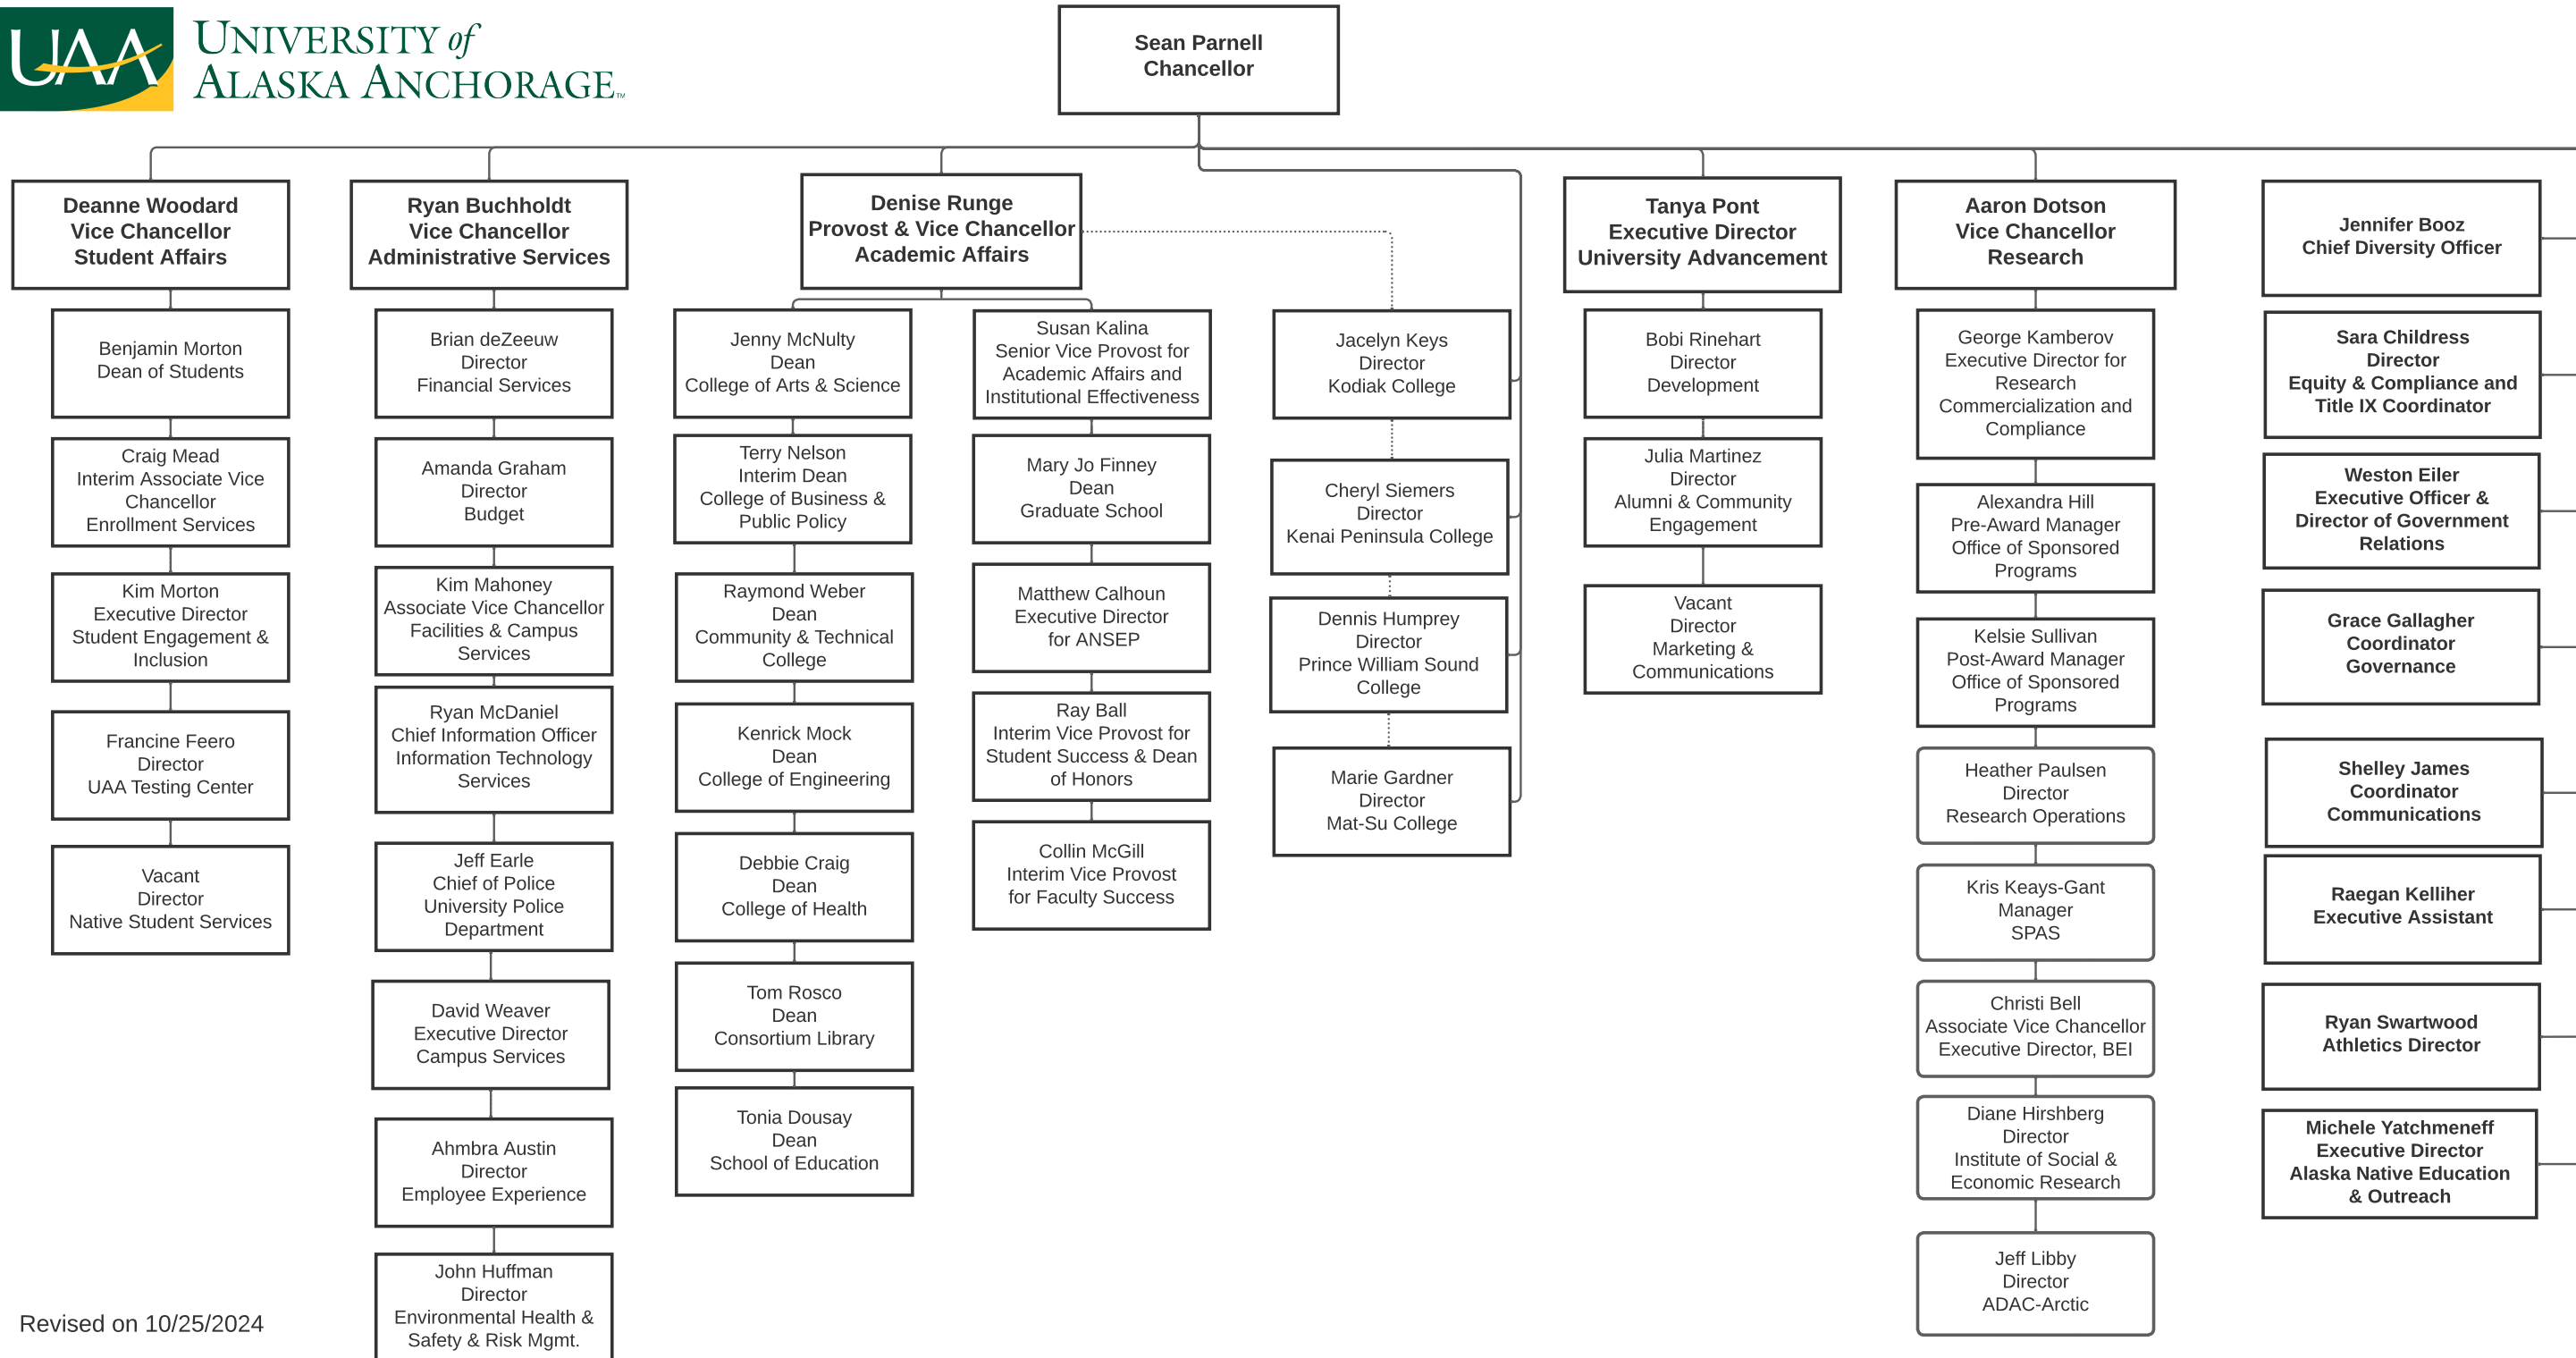 UAA
UNIVERSITY of
ALASKA ANCHORAGE™
Sean Parnell
Chancellor
Deanne Woodard
Vice Chancellor
Student Affairs
Benjamin Morton
Dean of Students
Craig Mead
Interim Associate Vice
Chancellor
Enrollment Services
Kim Morton
Executive Director
Student Engagement &
Inclusion
Francine Feero
Director
UAA Testing Center
Vacant
Director
Native Student Services
Ryan Buchholdt
Vice Chancellor
Administrative Services
Brian deZeeuw
Director
Financial Services
Amanda Graham
Director
Budget
Kim Mahoney
Associate Vice Chancellor
Facilities & Campus
Services
Ryan McDaniel
Chief Information Officer
Information Technology
Services
Jeff Earle
Chief of Police
University Police
Department
David Weaver
Executive Director
Campus Services
Ahmbra Austin
Director
Employee Experience
John Huffman
Director
Environmental Health &
Safety & Risk Mgmt.
Denise Runge
Provost & Vice Chancellor
Academic Affairs
Jenny McNulty
Dean
College of Arts & Science
Terry Nelson
Interim Dean
College of Business &
Public Policy
Raymond Weber
Dean
Community & Technical
College
Kenrick Mock
Dean
College of Engineering
Debbie Craig
Dean
College of Health
Tom Rosco
Dean
Consortium Library
Tonia Dousay
Dean
School of Education
Susan Kalina
Senior Vice Provost for
Academic Affairs and
Institutional Effectiveness
Mary Jo Finney
Dean
Graduate School
Matthew Calhoun
Executive Director
for ANSEP
Ray Ball
Interim Vice Provost for
Student Success & Dean
of Honors
Collin McGill
Interim Vice Provost
for Faculty Success
Jacelyn Keys
Director
Kodiak College
Cheryl Siemers
Director
Kenai Peninsula College
Dennis Humprey
Director
Prince William Sound
College
Marie Gardner
Director
Mat-Su College
Tanya Pont
Executive Director
University Advancement
Bobi Rinehart
Director
Development
Julia Martinez
Director
Alumni & Community
Engagement
Vacant
Director
Marketing &
Communications
Aaron Dotson
Vice Chancellor
Research
George Kamberov
Executive Director for
Research
Commercialization and
Compliance
Alexandra Hill
Pre-Award Manager
Office of Sponsored
Programs
Kelsie Sullivan
Post-Award Manager
Office of Sponsored
Programs
Heather Paulsen
Director
Research Operations
Kris Keays-Gant
Manager
SPAS
Christi Bell
Associate Vice Chancellor
Executive Director, BEI
Diane Hirshberg
Director
Institute of Social &
Economic Research
Jeff Libby
Director
ADAC-Arctic
Jennifer Booz
Chief Diversity Officer
Sara Childress
Director
Equity & Compliance and
Title IX Coordinator
Weston Eiler
Executive Officer &
Director of Government
Relations
Grace Gallagher
Coordinator
Governance
Shelley James
Coordinator
Communications
Raegan Kelliher
Executive Assistant
Ryan Swartwood
Athletics Director
Michele Yatchmeneff
Executive Director
Alaska Native Education
& Outreach
Revised on 10/25/2024